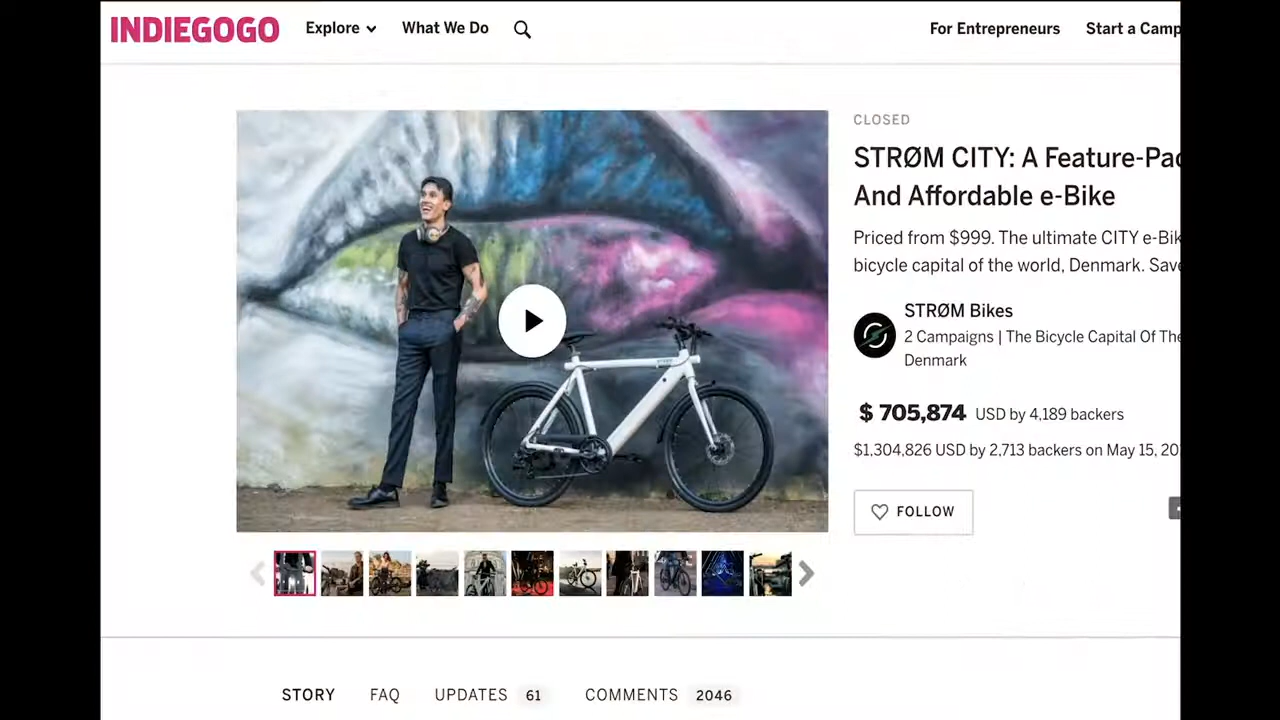 INDIEGOGO Explore What We Do For Entrepreneurs Start a Camp
CLOSED
STRØM CITY: A Feature-Pac
And Affordable e-Bike
Priced from $999. The ultimate CITY e-Bik
bicycle capital of the world, Denmark. Save
STRØM Bikes
2 Campaigns | The Bicycle Capital Of The
Denmark
$ 705,874 USD by 4,189 backers
$1,304,826 USD by 2,713 backers on May 15, 20
FOLLOW
STORY FAQ UPDATES 61 COMMENTS 2046